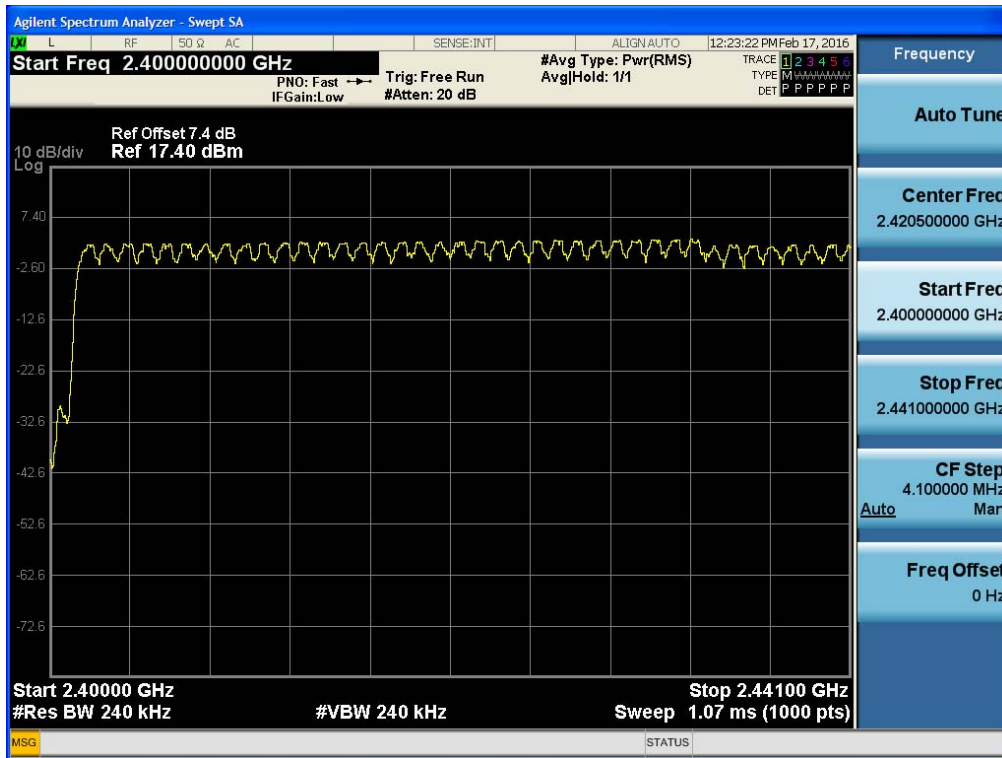 Agilent Spectrum Analyzer - Swept SA
LXI L RF 50 Ω AC SENSE:INT ALIGN AUTO 12:23:22 PM Feb 17, 2016
Start Freq 2.400000000 GHz
PNO: Fast
IFGain:Low
Trig: Free Run
#Atten: 20 dB
#Avg Type: Pwr(RMS)
Avg|Hold: 1/1
TRACE 1 2 3 4 5 6
TYPE M WWWWW
DET P P P P P P
Frequency
Auto Tune
Center Freq
2.420500000 GHz
Start Freq
2.400000000 GHz
Stop Freq
2.441000000 GHz
CF Step
4.100000 MHz
Auto Man
Freq Offset
0 Hz
Ref Offset 7.4 dB
10 dB/div Ref 17.40 dBm
Log
7.40
-2.60
-12.6
-22.6
-32.6
-42.6
-52.6
-62.6
-72.6
Start 2.40000 GHz Stop 2.44100 GHz
#Res BW 240 kHz #VBW 240 kHz Sweep 1.07 ms (1000 pts)
MSG STATUS